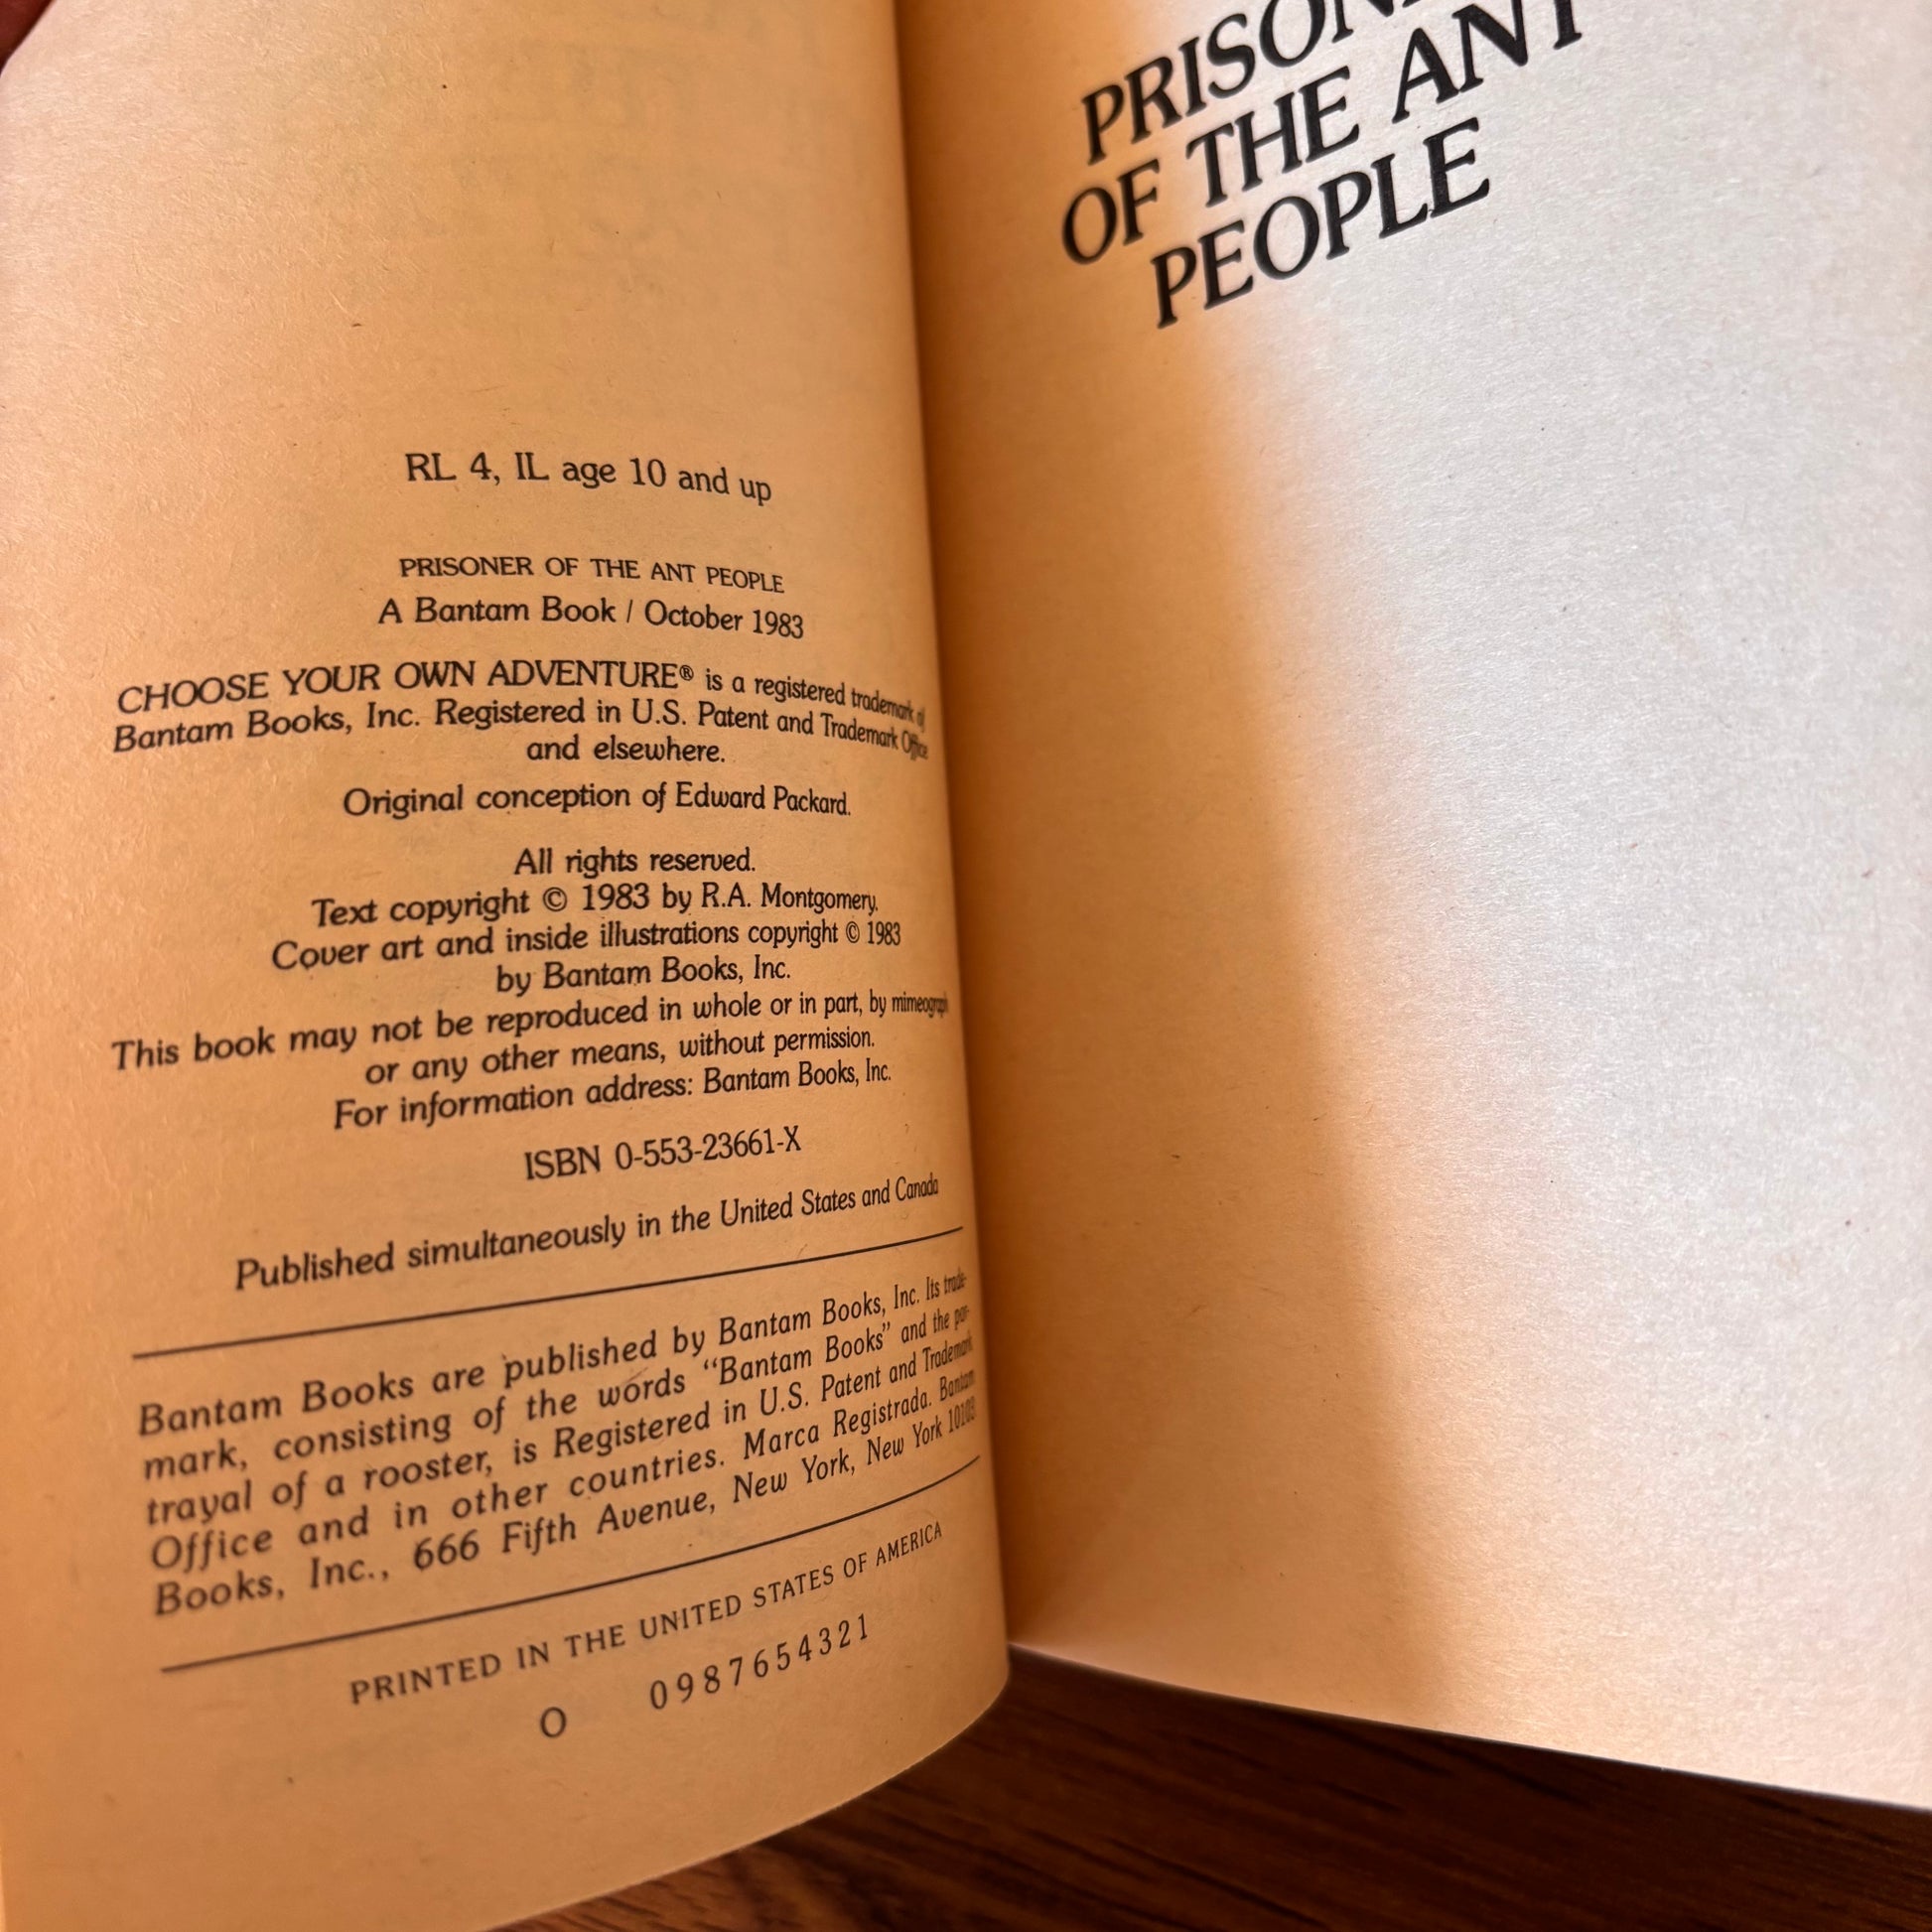 RL 4, IL age 10 and up
PRISONER OF THE ANT PEOPLE
A Bantam Book / October 1983
CHOOSE YOUR OWN ADVENTURE® is a registered trademark of
Bantam Books, Inc. Registered in U.S. Patent and Trademark Office
and elsewhere.
Original conception of Edward Packard.
All rights reserved.
Text copyright © 1983 by R.A. Montgomery.
Cover art and inside illustrations copyright © 1983
by Bantam Books, Inc.
This book may not be reproduced in whole or in part, by mimeograph
or any other means, without permission.
For information address: Bantam Books, Inc.
ISBN 0-553-23661-X
Published simultaneously in the United States and Canada
Bantam Books are published by Bantam Books, Inc. Its trade-
mark, consisting of the words “Bantam Books” and the por-
trayal of a rooster, is Registered in U.S. Patent and Trademark
Office and in other countries. Marca Registrada. Bantam
Books, Inc., 666 Fifth Avenue, New York, New York 10103
PRINTED IN THE UNITED STATES OF AMERICA
O 0987654321
OF THE ANT
PEOPLE